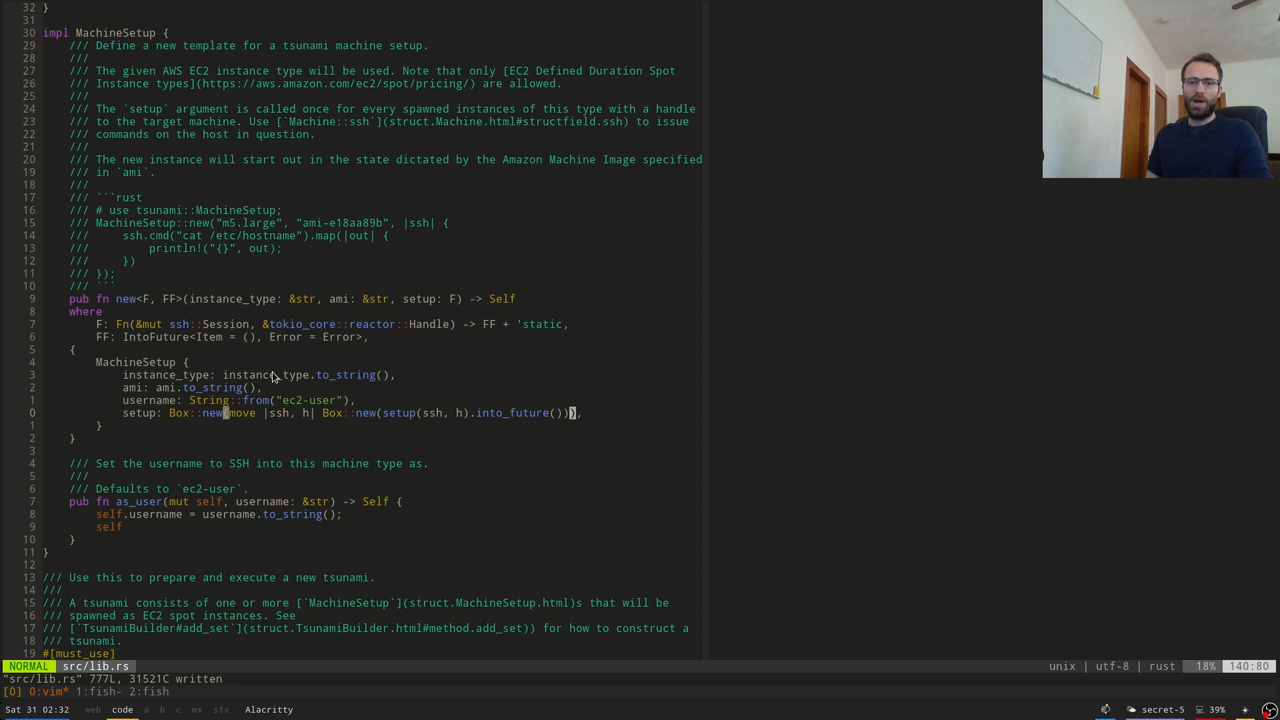 32 }
31
30 impl MachineSetup {
29     /// Define a new template for a tsunami machine setup.
28     ///
27     /// The given AWS EC2 instance type will be used. Note that only [EC2 Defined Duration Spot
26     /// Instance types](https://aws.amazon.com/ec2/spot/pricing/) are allowed.
25     ///
24     /// The `setup` argument is called once for every spawned instances of this type with a handle
23     /// to the target machine. Use [`Machine::ssh`](struct.Machine.html#structfield.ssh) to issue
22     /// commands on the host in question.
21     ///
20     /// The new instance will start out in the state dictated by the Amazon Machine Image specified
19     /// in `ami`.
18     ///
17     /// ```rust
16     /// # use tsunami::MachineSetup;
15     /// MachineSetup::new("m5.large", "ami-e18aa89b", |ssh| {
14     ///     ssh.cmd("cat /etc/hostname").map(|out| {
13     ///         println!("{}", out);
12     ///     })
11     /// });
10     /// ```
9     pub fn new<F, FF>(instance_type: &str, ami: &str, setup: F) -> Self
8     where
7         F: Fn(&mut ssh::Session, &tokio_core::reactor::Handle) -> FF + 'static,
6         FF: IntoFuture<Item = (), Error = Error>,
5     {
4         MachineSetup {
3             instance_type: instance_type.to_string(),
2             ami: ami.to_string(),
1             username: String::from("ec2-user"),
0             setup: Box::new(move |ssh, h| Box::new(setup(ssh, h).into_future())),
1         }
2     }
3
4     /// Set the username to SSH into this machine type as.
5     ///
6     /// Defaults to `ec2-user`.
7     pub fn as_user(mut self, username: &str) -> Self {
8         self.username = username.to_string();
9         self
10     }
11 }
12
13 /// Use this to prepare and execute a new tsunami.
14 ///
15 /// A tsunami consists of one or more [`MachineSetup`](struct.MachineSetup.html)s that will be
16 /// spawned as EC2 spot instances. See
17 /// [`TsunamiBuilder#add_set`](struct.TsunamiBuilder.html#method.add_set)) for how to construct a
18 /// tsunami.
19 #[must_use]
NORMAL src/lib.rs unix | utf-8 | rust 18% 140:80
"src/lib.rs" 777L, 31521C written
[0] 0:vim* 1:fish- 2:fish
Sat 31 02:32 web code a b c mx sfx Alacritty secret-5 39%